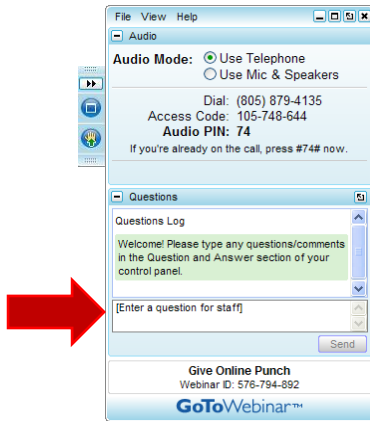 File View Help
Audio
Audio Mode: Use Telephone
Use Mic & Speakers
Dial: (805) 879-4135
Access Code: 105-748-644
Audio PIN: 74
If you're already on the call, press #74# now.
Questions
Questions Log
Welcome! Please type any questions/comments
in the Question and Answer section of your
control panel.
[Enter a question for staff]
Send
Give Online Punch
Webinar ID: 576-794-892
GoToWebinar™